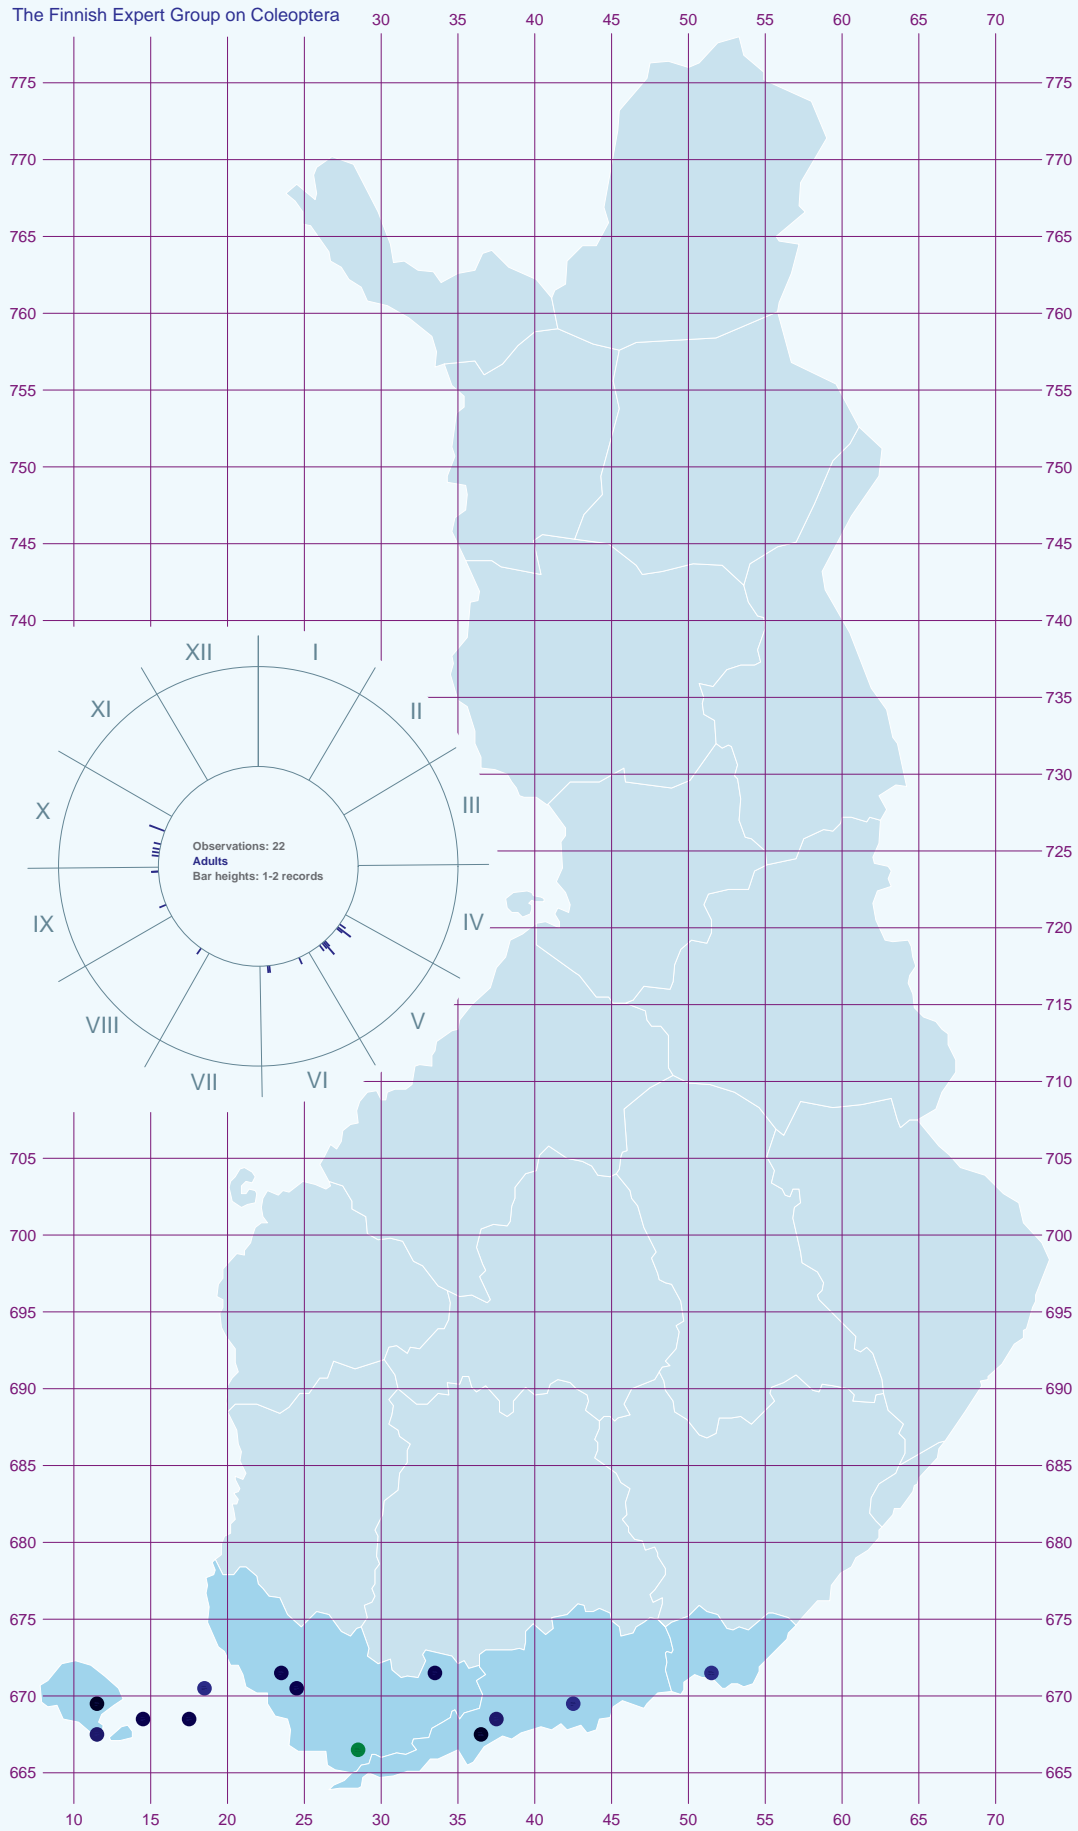 The Finnish Expert Group on Coleoptera
30 35 40 45 50 55 60 65 70
775 775
770 770
765 765
760 760
755 755
750 750
745 745
740 740
XII I
XI II
735
730
X III
Observations: 22
Adults
Bar heights: 1-2 records
725
IX IV
720
VIII V
715
VII VI
710
705 705
700 700
695 695
690 690
685 685
680 680
675 675
670 670
665 665
10 15 20 25 30 35 40 45 50 55 60 65 70